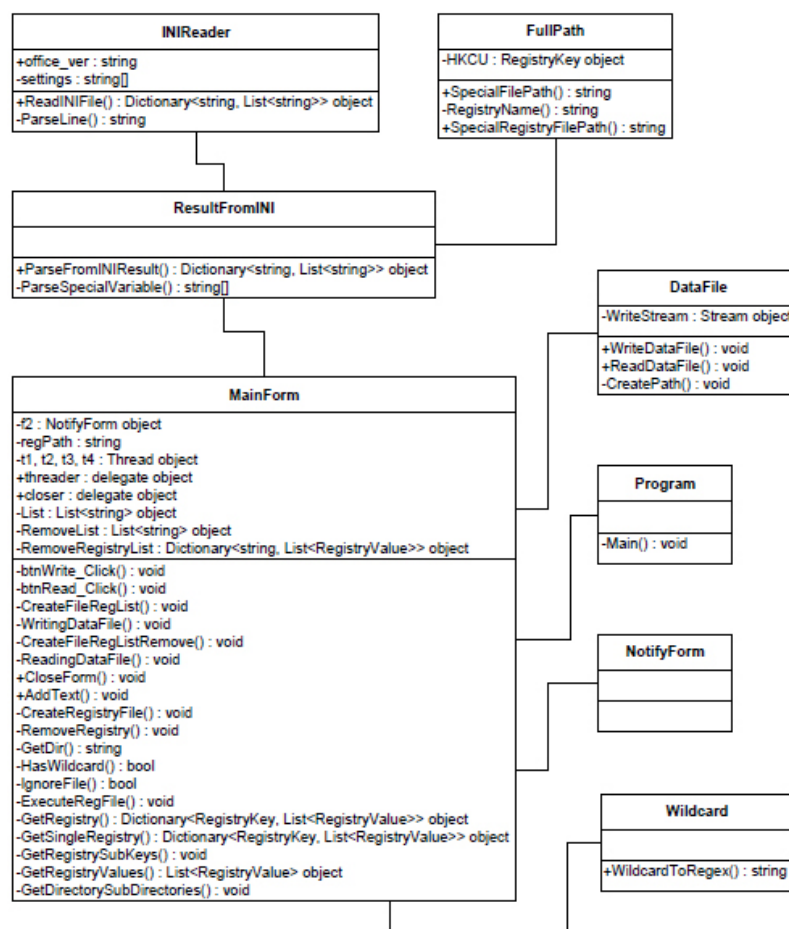 INIReader
+office_ver : string
-settings : string[]
+ReadINIFile() : Dictionary<string, List<string>> object
-ParseLine() : string
FullPath
-HKCU : RegistryKey object
+SpecialFilePath() : string
-RegistryName() : string
+SpecialRegistryFilePath() : string
ResultFromINI
+ParseFromINIResult() : Dictionary<string, List<string>> object
-ParseSpecialVariable() : string[]
DataFile
-WriteStream : Stream object
+WriteDataFile() : void
+ReadDataFile() : void
-CreatePath() : void
MainForm
-f2 : NotifyForm object
-regPath : string
-t1, t2, t3, t4 : Thread object
+threader : delegate object
+closer : delegate object
-List : List<string> object
-RemoveList : List<string> object
-RemoveRegistryList : Dictionary<string, List<RegistryValue>> object
-btnWrite_Click() : void
-btnRead_Click() : void
-CreateFileRegList() : void
-WritingDataFile() : void
-CreateFileRegListRemove() : void
-ReadingDataFile() : void
+CloseForm() : void
+AddText() : void
-CreateRegistryFile() : void
-RemoveRegistry() : void
-GetDir() : string
-HasWildcard() : bool
-IgnoreFile() : bool
-ExecuteRegFile() : void
-GetRegistry() : Dictionary<RegistryKey, List<RegistryValue>> object
-GetSingleRegistry() : Dictionary<RegistryKey, List<RegistryValue>> object
-GetRegistrySubKeys() : void
-GetRegistryValues() : List<RegistryValue> object
-GetDirectorySubDirectories() : void
Program
-Main() : void
NotifyForm
Wildcard
+WildcardToRegex() : string